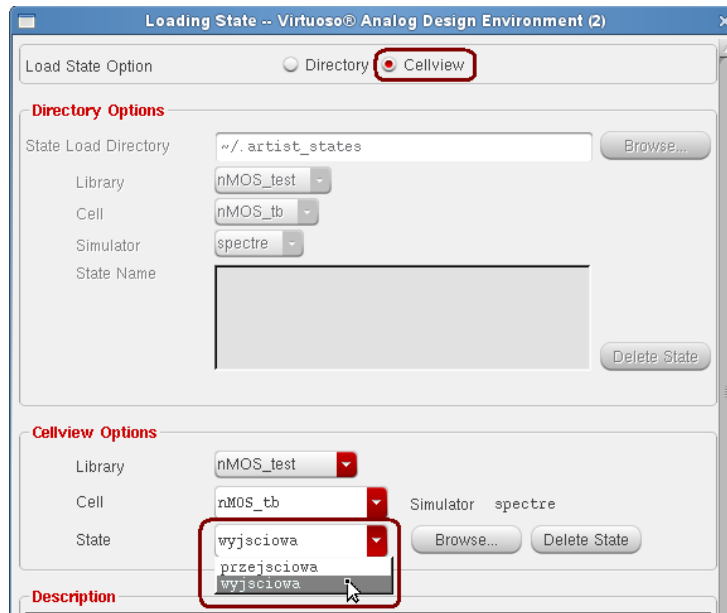 Loading State -- Virtuoso® Analog Design Environment (2)
Load State Option Directory Cellview
Directory Options
State Load Directory ~/.artist_states Browse...
Library nMOS_test
Cell nMOS_tb
Simulator spectre
State Name
Delete State
Cellview Options
Library nMOS_test
Cell nMOS_tb Simulator spectre
State wyjsciowa Browse... Delete State
przejsciowa
wyjsciowa
Description